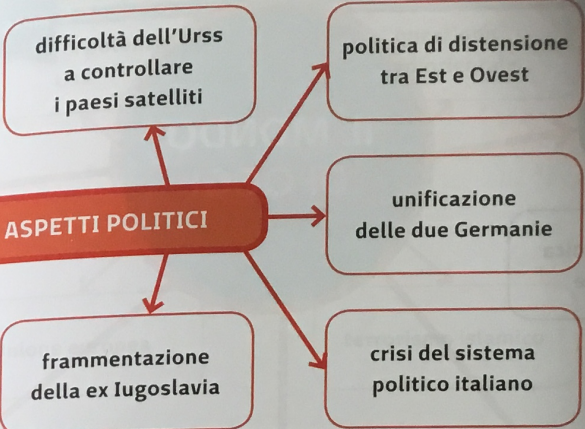 difficoltà dell'Urss
a controllare
i paesi satelliti
politica di distensione
tra Est e Ovest
ASPETTI POLITICI
unificazione
delle due Germanie
frammentazione
della ex Iugoslavia
crisi del sistema
politico italiano